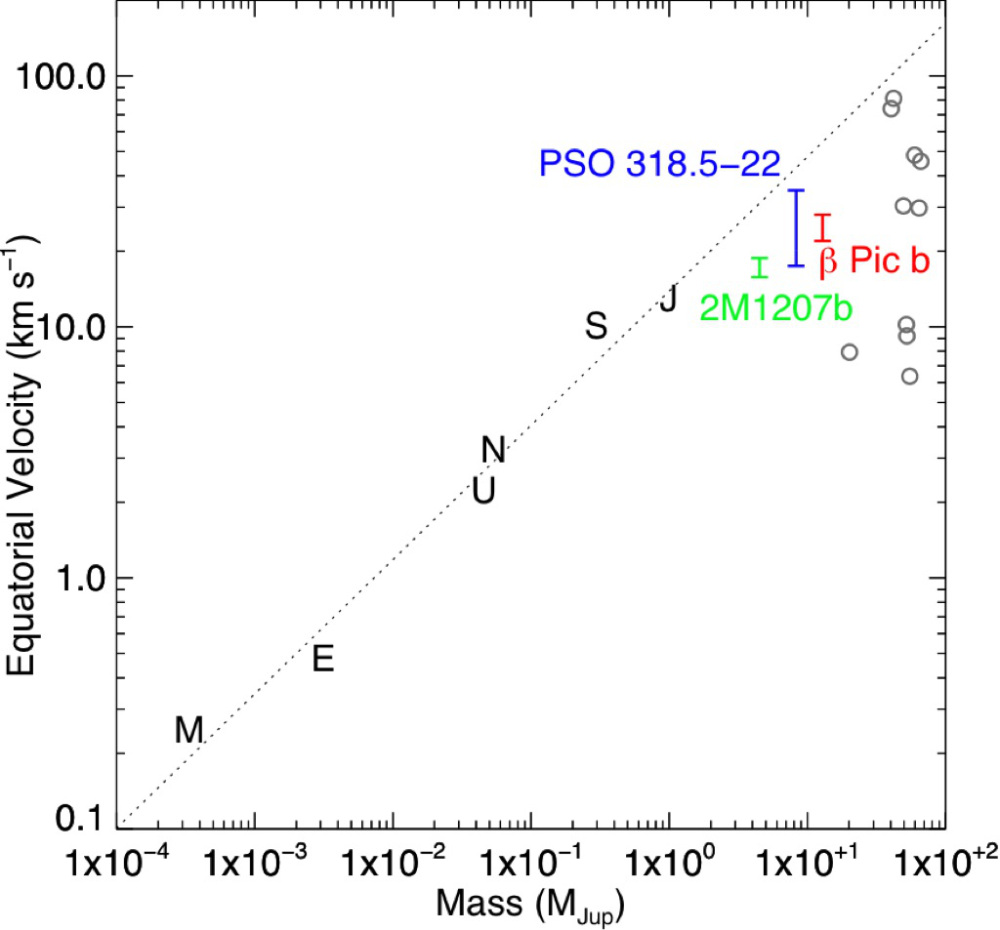 100.0
10.0
1.0
0.1
Equatorial Velocity (km s⁻¹)
PSO 318.5−22
β Pic b
2M1207b
J
S
N
U
E
M
1x10⁻⁴ 1x10⁻³ 1x10⁻² 1x10⁻¹ 1x10⁰ 1x10⁺¹ 1x10⁺²
Mass (M_Jup)